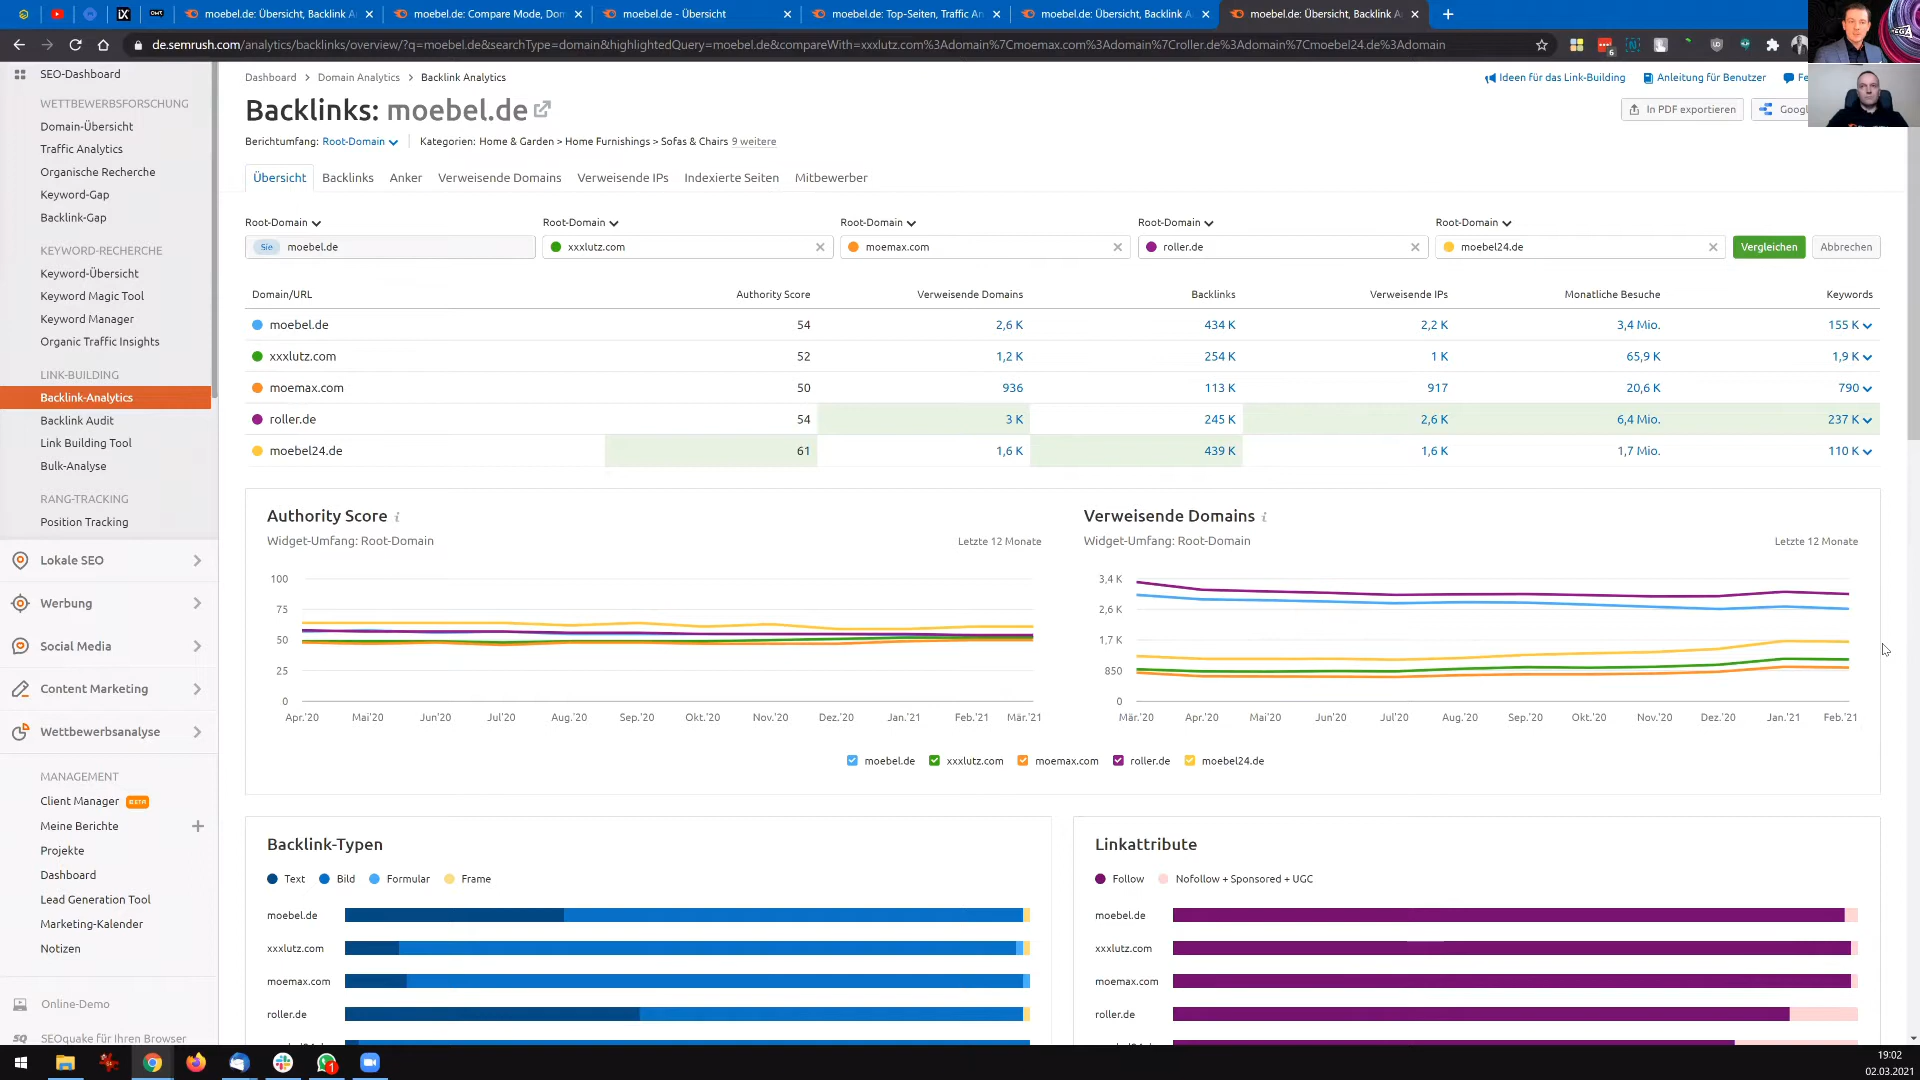 moebel.de: Übersicht, Backlink A
moebel.de: Compare Mode, Dom
moebel.de - Übersicht
moebel.de: Top-Seiten, Traffic An
moebel.de: Übersicht, Backlink A
moebel.de: Übersicht, Backlink A
de.semrush.com/analytics/backlinks/overview/?q=moebel.de&searchType=domain&highlightedQuery=moebel.de&compareWith=xxxlutz.com%3Adomain%7Cmoemax.com%3Adomain%7Croller.de%3Adomain%7Cmoebel24.de%3Adomain
SEO-Dashboard
WETTBEWERBSFORSCHUNG
Domain-Übersicht
Traffic Analytics
Organische Recherche
Keyword-Gap
Backlink-Gap
KEYWORD-RECHERCHE
Keyword-Übersicht
Keyword Magic Tool
Keyword Manager
Organic Traffic Insights
LINK-BUILDING
Backlink-Analytics
Backlink Audit
Link Building Tool
Bulk-Analyse
RANG-TRACKING
Position Tracking
Lokale SEO
Werbung
Social Media
Content Marketing
Wettbewerbsanalyse
MANAGEMENT
Client Manager BETA
Meine Berichte
Projekte
Dashboard
Lead Generation Tool
Marketing-Kalender
Notizen
Online-Demo
SEOquake für Ihren Browser
Dashboard > Domain Analytics > Backlink Analytics
Ideen für das Link-Building Anleitung für Benutzer Fe
Backlinks: moebel.de
In PDF exportieren Googl
Berichtumfang: Root-Domain Kategorien: Home & Garden > Home Furnishings > Sofas & Chairs 9 weitere
Übersicht Backlinks Anker Verweisende Domains Verweisende IPs Indexierte Seiten Mitbewerber
Root-Domain Root-Domain Root-Domain Root-Domain Root-Domain
Sie moebel.de xxxlutz.com moemax.com roller.de moebel24.de Vergleichen Abbrechen
Domain/URL Authority Score Verweisende Domains Backlinks Verweisende IPs Monatliche Besuche Keywords
moebel.de 54 2,6 K 434 K 2,2 K 3,4 Mio. 155 K
xxxlutz.com 52 1,2 K 254 K 1 K 65,9 K 1,9 K
moemax.com 50 936 113 K 917 20,6 K 790
roller.de 54 3 K 245 K 2,6 K 6,4 Mio. 237 K
moebel24.de 61 1,6 K 439 K 1,6 K 1,7 Mio. 110 K
Authority Score
Widget-Umfang: Root-Domain Letzte 12 Monate
100
75
50
25
0
Apr.'20 Mai'20 Jun'20 Jul'20 Aug.'20 Sep.'20 Okt.'20 Nov.'20 Dez.'20 Jan.'21 Feb.'21 Mär.'21
Verweisende Domains
Widget-Umfang: Root-Domain Letzte 12 Monate
3,4 K
2,6 K
1,7 K
850
0
Mär.'20 Apr.'20 Mai'20 Jun'20 Jul'20 Aug.'20 Sep.'20 Okt.'20 Nov.'20 Dez.'20 Jan.'21 Feb.'21
moebel.de xxxlutz.com moemax.com roller.de moebel24.de
Backlink-Typen
Text Bild Formular Frame
moebel.de
xxxlutz.com
moemax.com
roller.de
Linkattribute
Follow Nofollow + Sponsored + UGC
moebel.de
xxxlutz.com
moemax.com
roller.de
19:02
02.03.2021